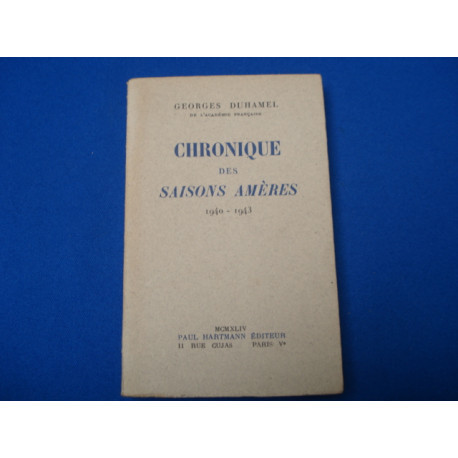 GEORGES DUHAMEL
DE L'ACADÉMIE FRANÇAISE
CHRONIQUE
DES
SAISONS AMÈRES
1940 - 1943
MCMXLIV
PAUL HARTMANN ÉDITEUR
11 RUE CUJAS PARIS Vᵉ